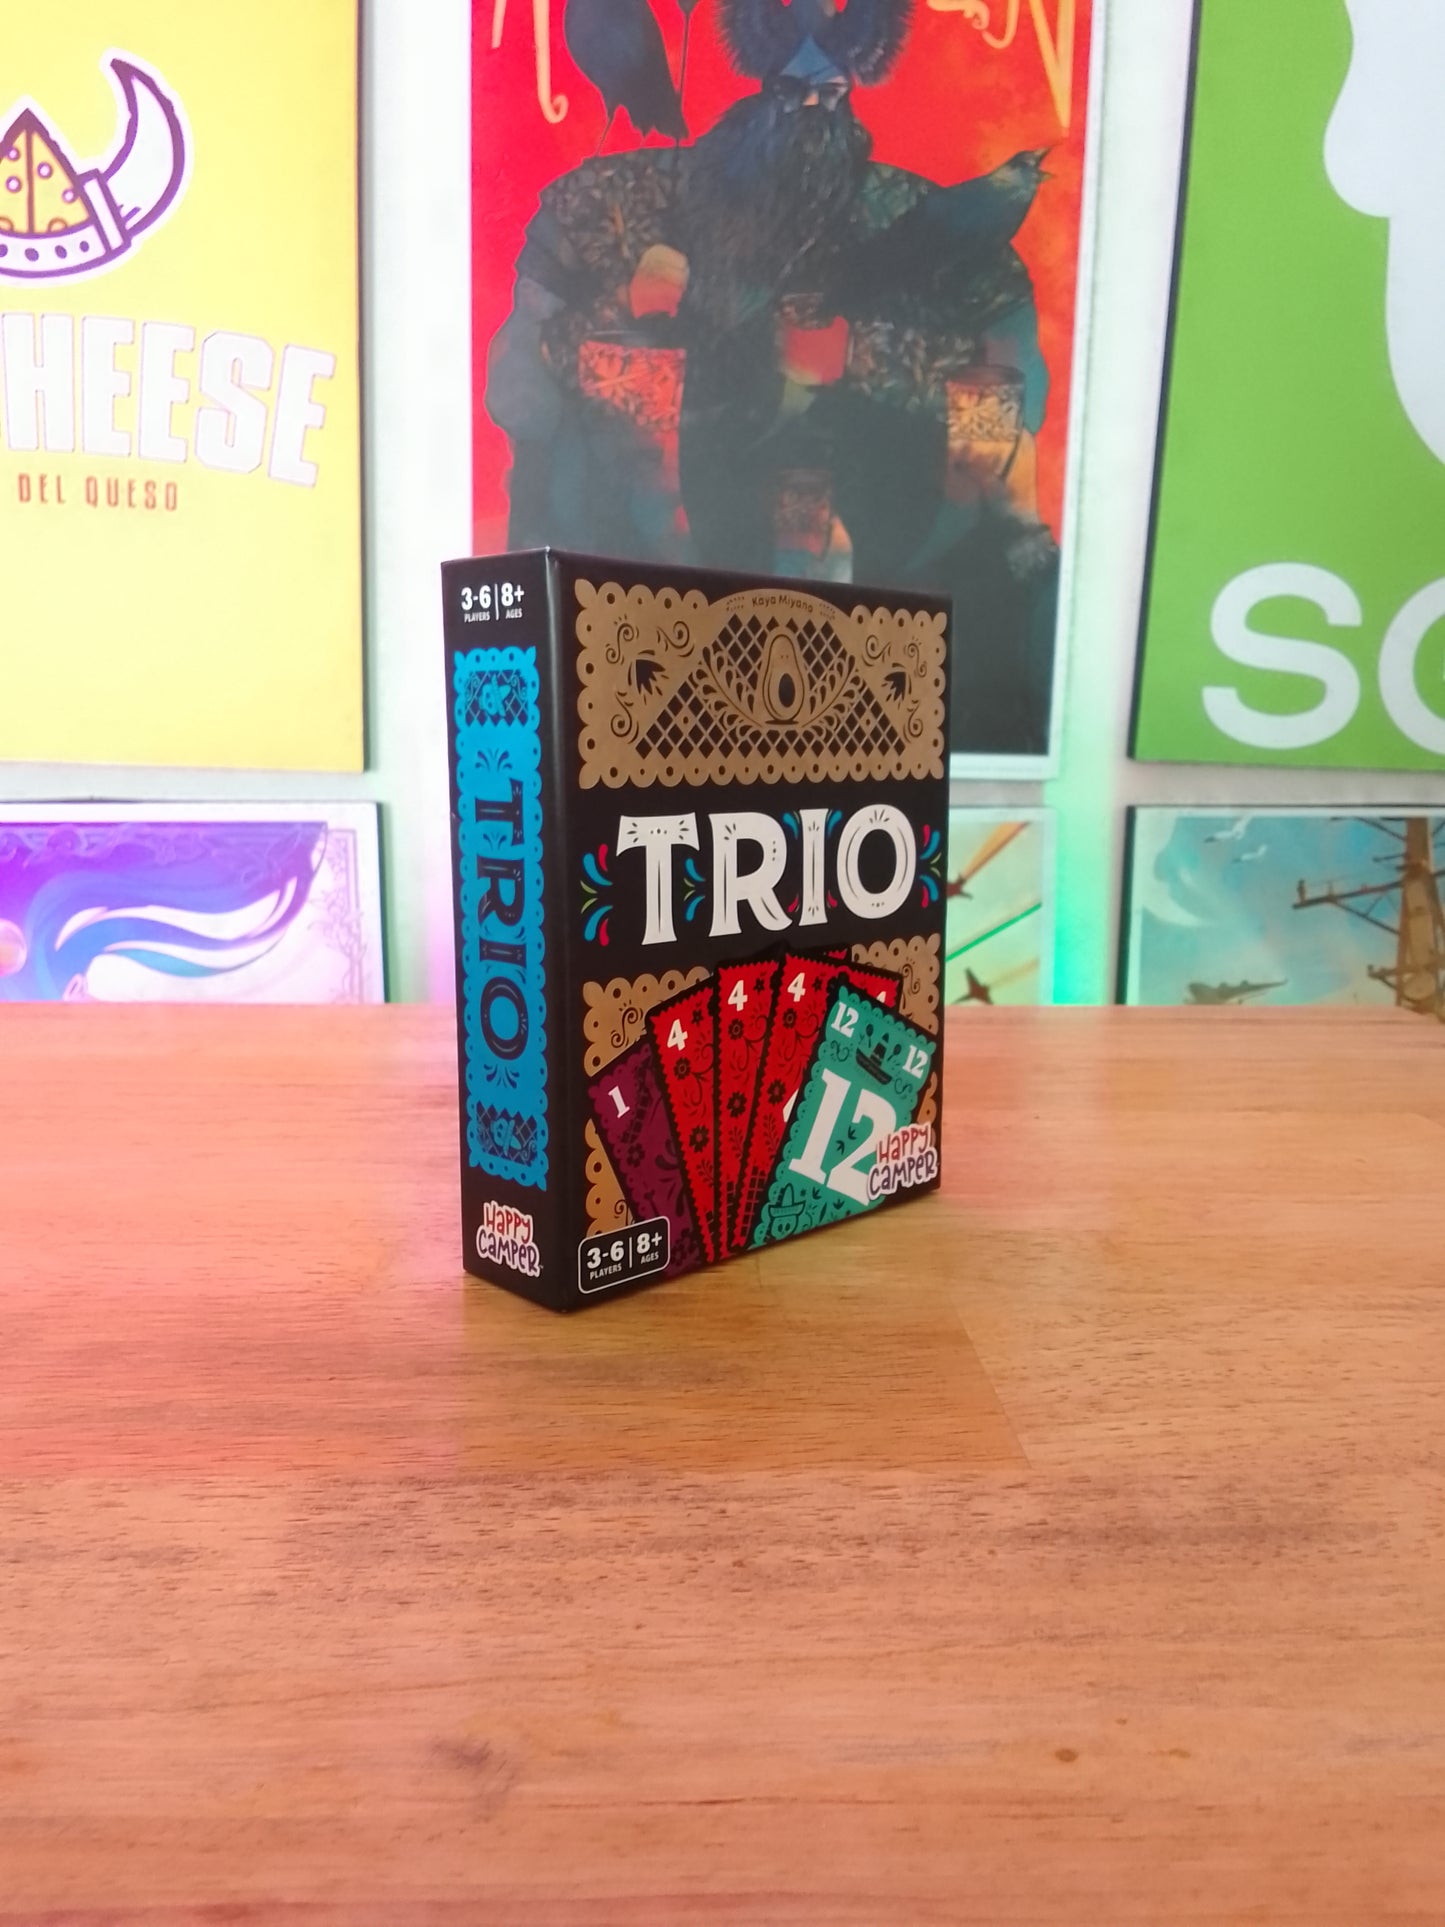 HEESE
DEL QUESO
3-6 | 8+
PLAYERS AGES
TRIO
HAPPY
CAMPER
Kaya Miyano
TRIO
1
4
4
4
4
12
12
12
HAPPY
CAMPER
3-6 | 8+
PLAYERS AGES